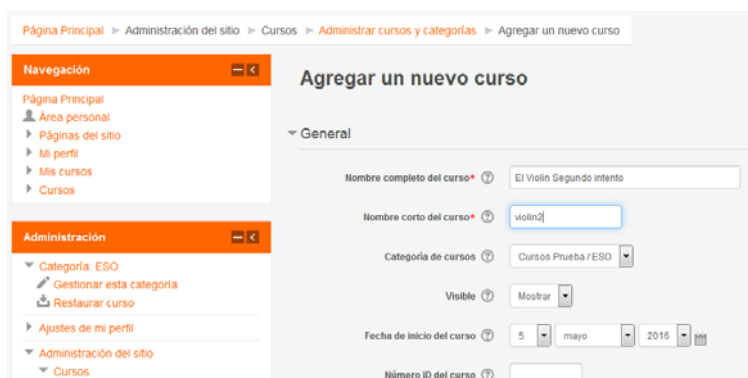 Página Principal ► Administración del sitio ► Cursos ► Administrar cursos y categorías ► Agregar un nuevo curso
Navegación
Página Principal
Área personal
Páginas del sitio
Mi perfil
Mis cursos
Cursos
Administración
Categoría: ESO
Gestionar esta categoría
Restaurar curso
Ajustes de mi perfil
Administración del sitio
Cursos
Agregar un nuevo curso
General
Nombre completo del curso* El Violin Segundo intento
Nombre corto del curso* violin2
Categoría de cursos Cursos Prueba / ESO
Visible Mostrar
Fecha de inicio del curso 5 mayo 2016
Número ID del curso